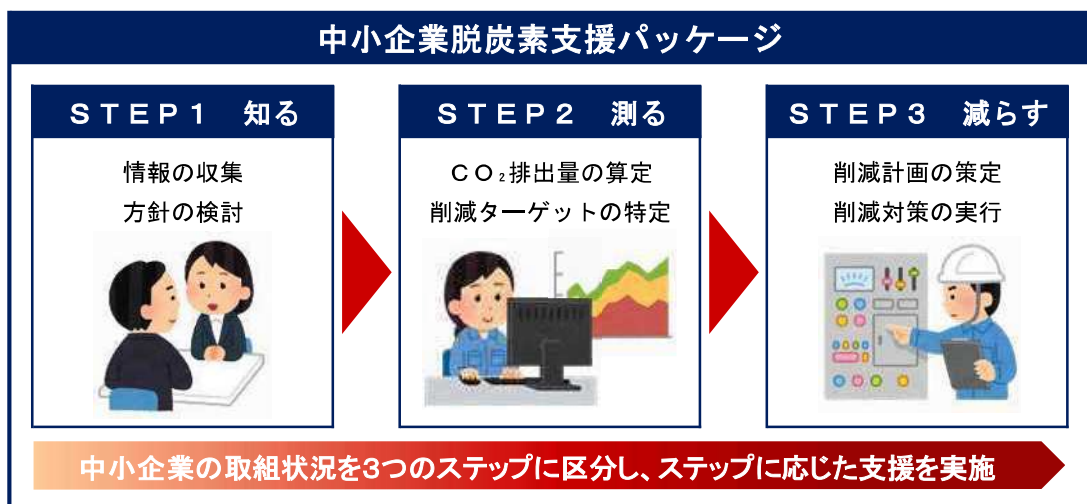 中小企業脱炭素支援パッケージ
ＳＴＥＰ１　知る
情報の収集
方針の検討
ＳＴＥＰ２　測る
ＣＯ₂排出量の算定
削減ターゲットの特定
ＳＴＥＰ３　減らす
削減計画の策定
削減対策の実行
中小企業の取組状況を３つのステップに区分し、ステップに応じた支援を実施